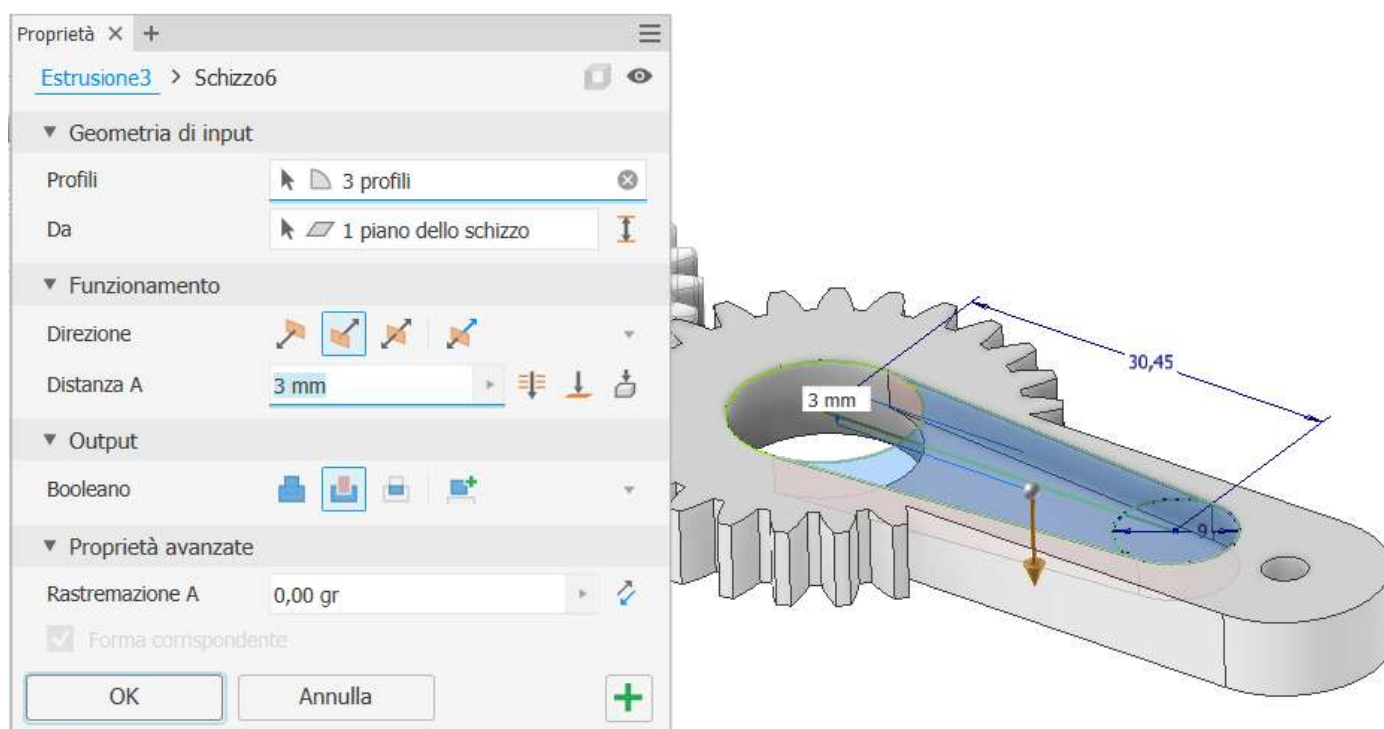 Proprietà × +
Estrusione3 > Schizzo6
Geometria di input
Profili 3 profili
Da 1 piano dello schizzo
Funzionamento
Direzione
Distanza A 3 mm
Output
Booleano
Proprietà avanzate
Rastremazione A 0,00 gr
Forma corrispondente
OK Annulla
30,45
3 mm
9